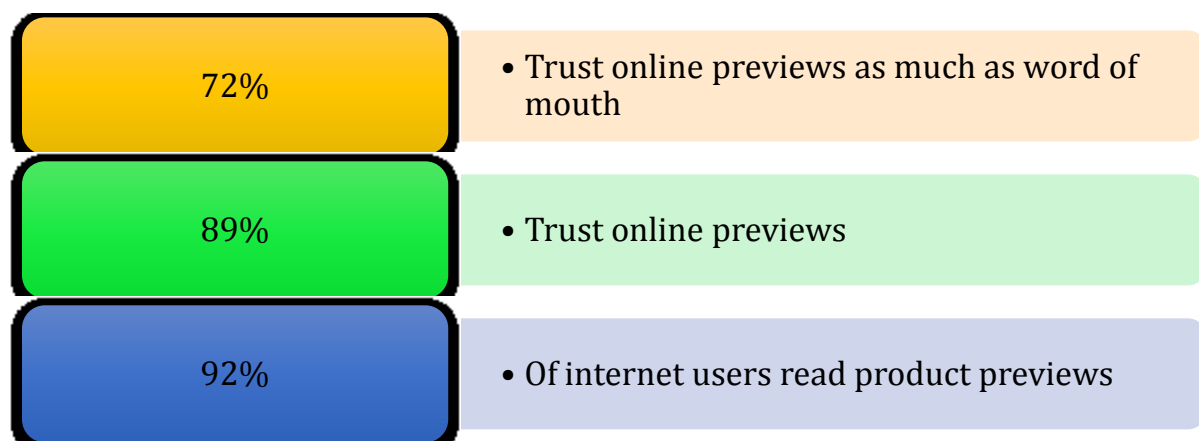 72%
• Trust online previews as much as word of
mouth
89%
• Trust online previews
92%
• Of internet users read product previews